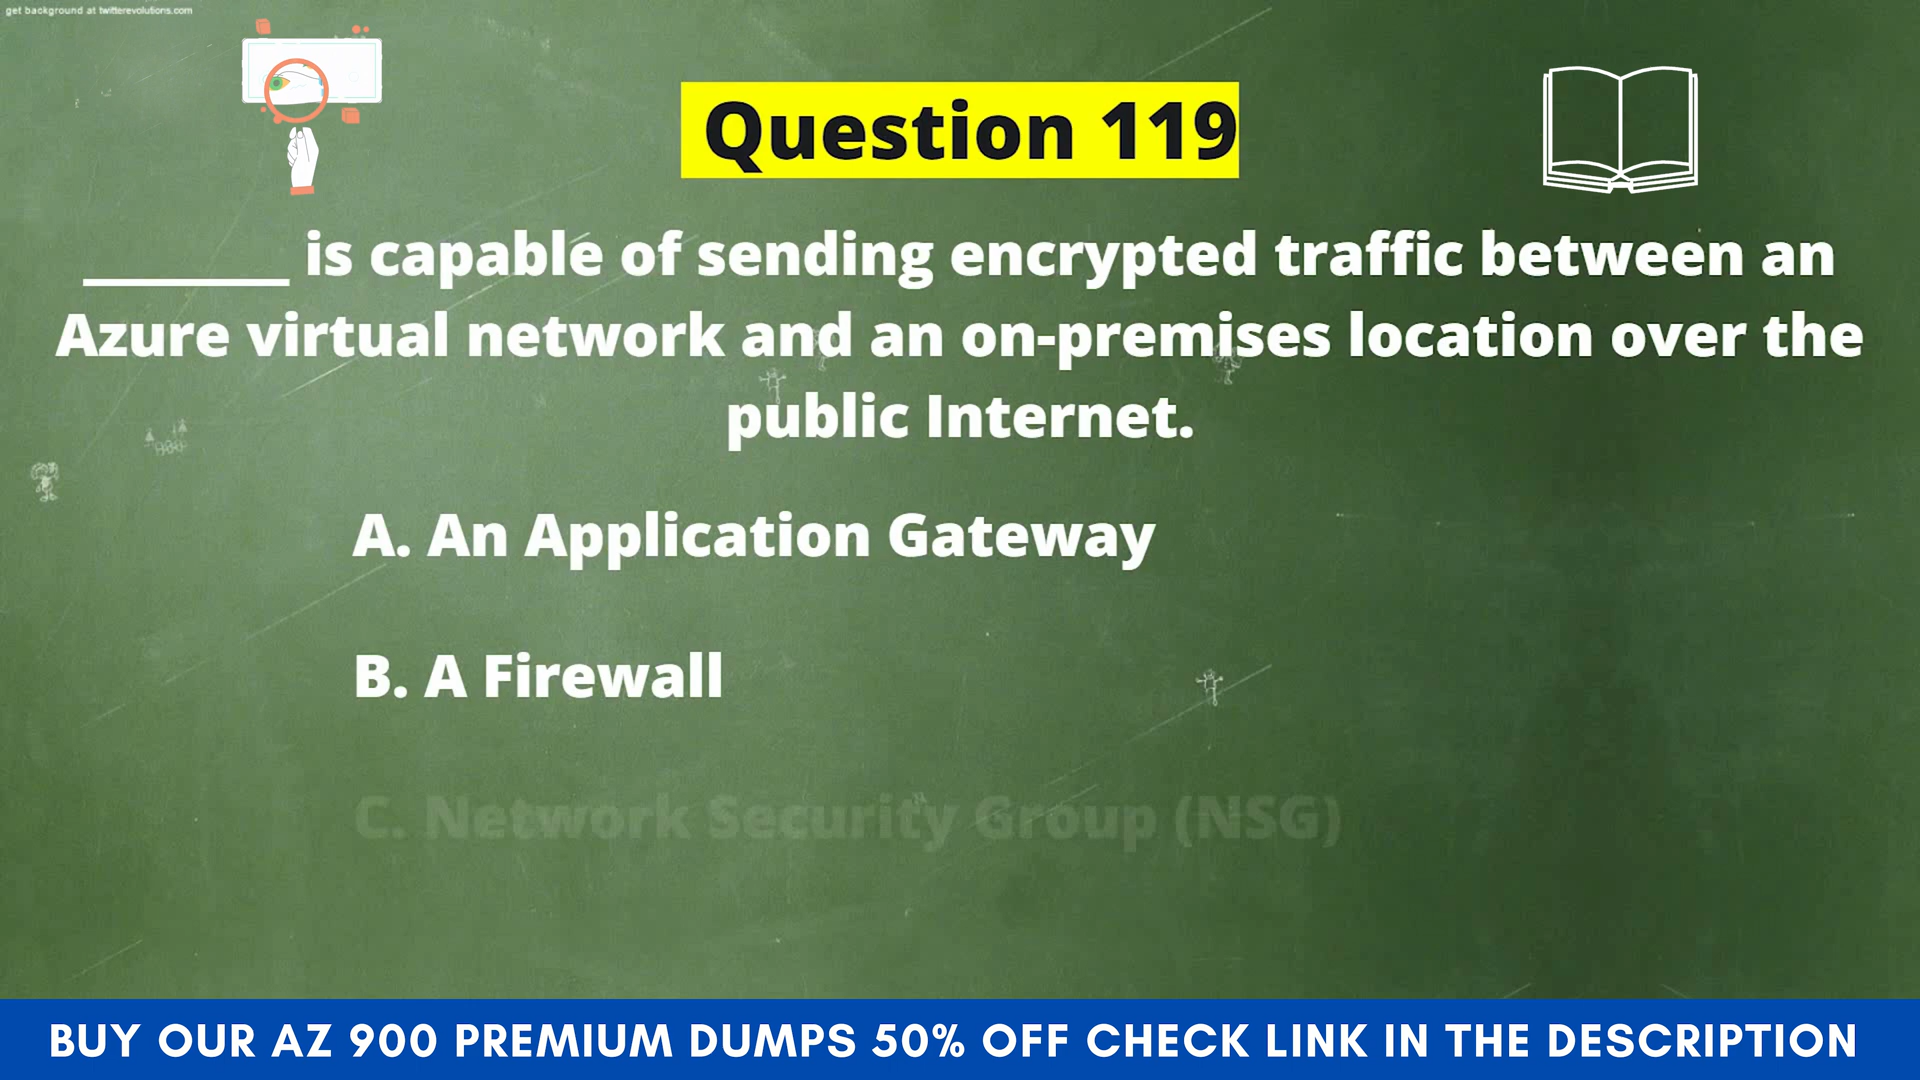 get background at twitterevolutions.com
Question 119
________ is capable of sending encrypted traffic between an
Azure virtual network and an on-premises location over the
public Internet.
A. An Application Gateway
B. A Firewall
C. Network Security Group (NSG)
BUY OUR AZ 900 PREMIUM DUMPS 50% OFF CHECK LINK IN THE DESCRIPTION